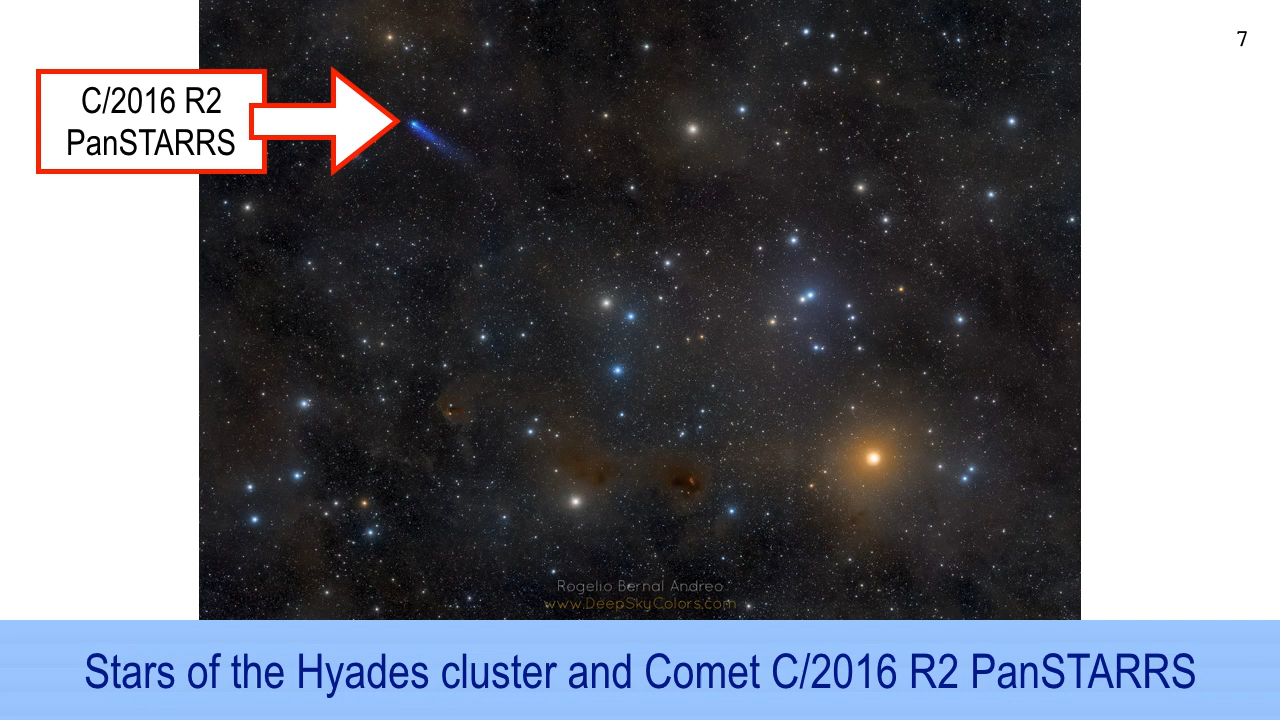 7
C/2016 R2
PanSTARRS
Rogelio Bernal Andreo
www.DeepSkyColors.com
Stars of the Hyades cluster and Comet C/2016 R2 PanSTARRS